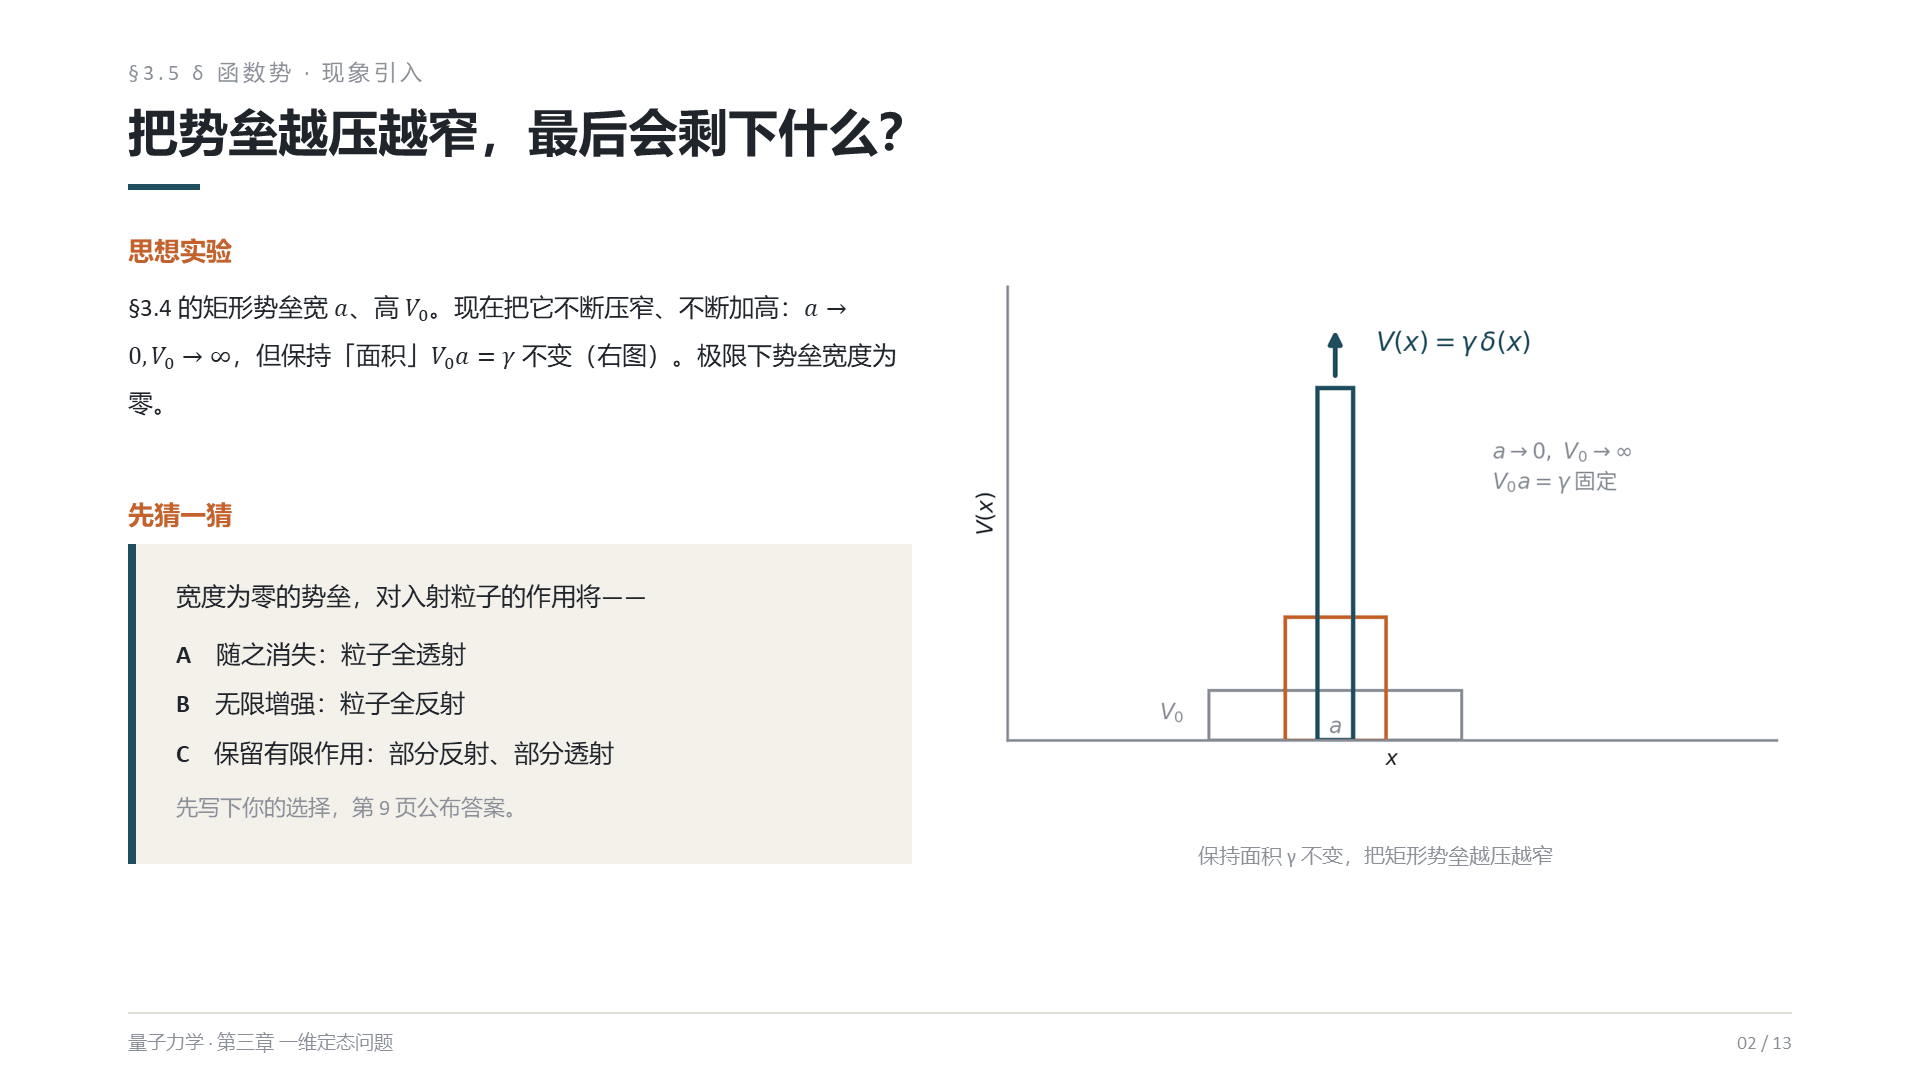 §3.5 δ 函数势 · 现象引入
把势垒越压越窄，最后会剩下什么？
思想实验
§3.4 的矩形势垒宽 a、高 V₀。现在把它不断压窄、不断加高：a →
0, V₀ → ∞，但保持「面积」V₀a = γ 不变（右图）。极限下势垒宽度为
零。
先猜一猜
宽度为零的势垒，对入射粒子的作用将——
A 随之消失：粒子全透射
B 无限增强：粒子全反射
C 保留有限作用：部分反射、部分透射
先写下你的选择，第 9 页公布答案。
V(x) = γ δ(x)
a → 0, V₀ → ∞
V₀a = γ 固定
V(x)
V₀
a
x
保持面积 γ 不变，把矩形势垒越压越窄
量子力学 · 第三章 一维定态问题
02 / 13